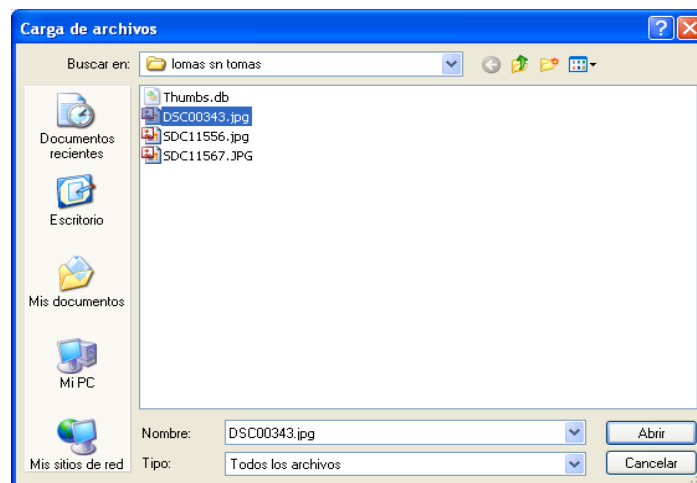 Carga de archivos
Buscar en: lomas sn tomas
Thumbs.db
DSC00343.jpg
SDC11556.jpg
SDC11567.JPG
Documentos
recientes
Escritorio
Mis documentos
Mi PC
Mis sitios de red
Nombre: DSC00343.jpg Abrir
Tipo: Todos los archivos Cancelar